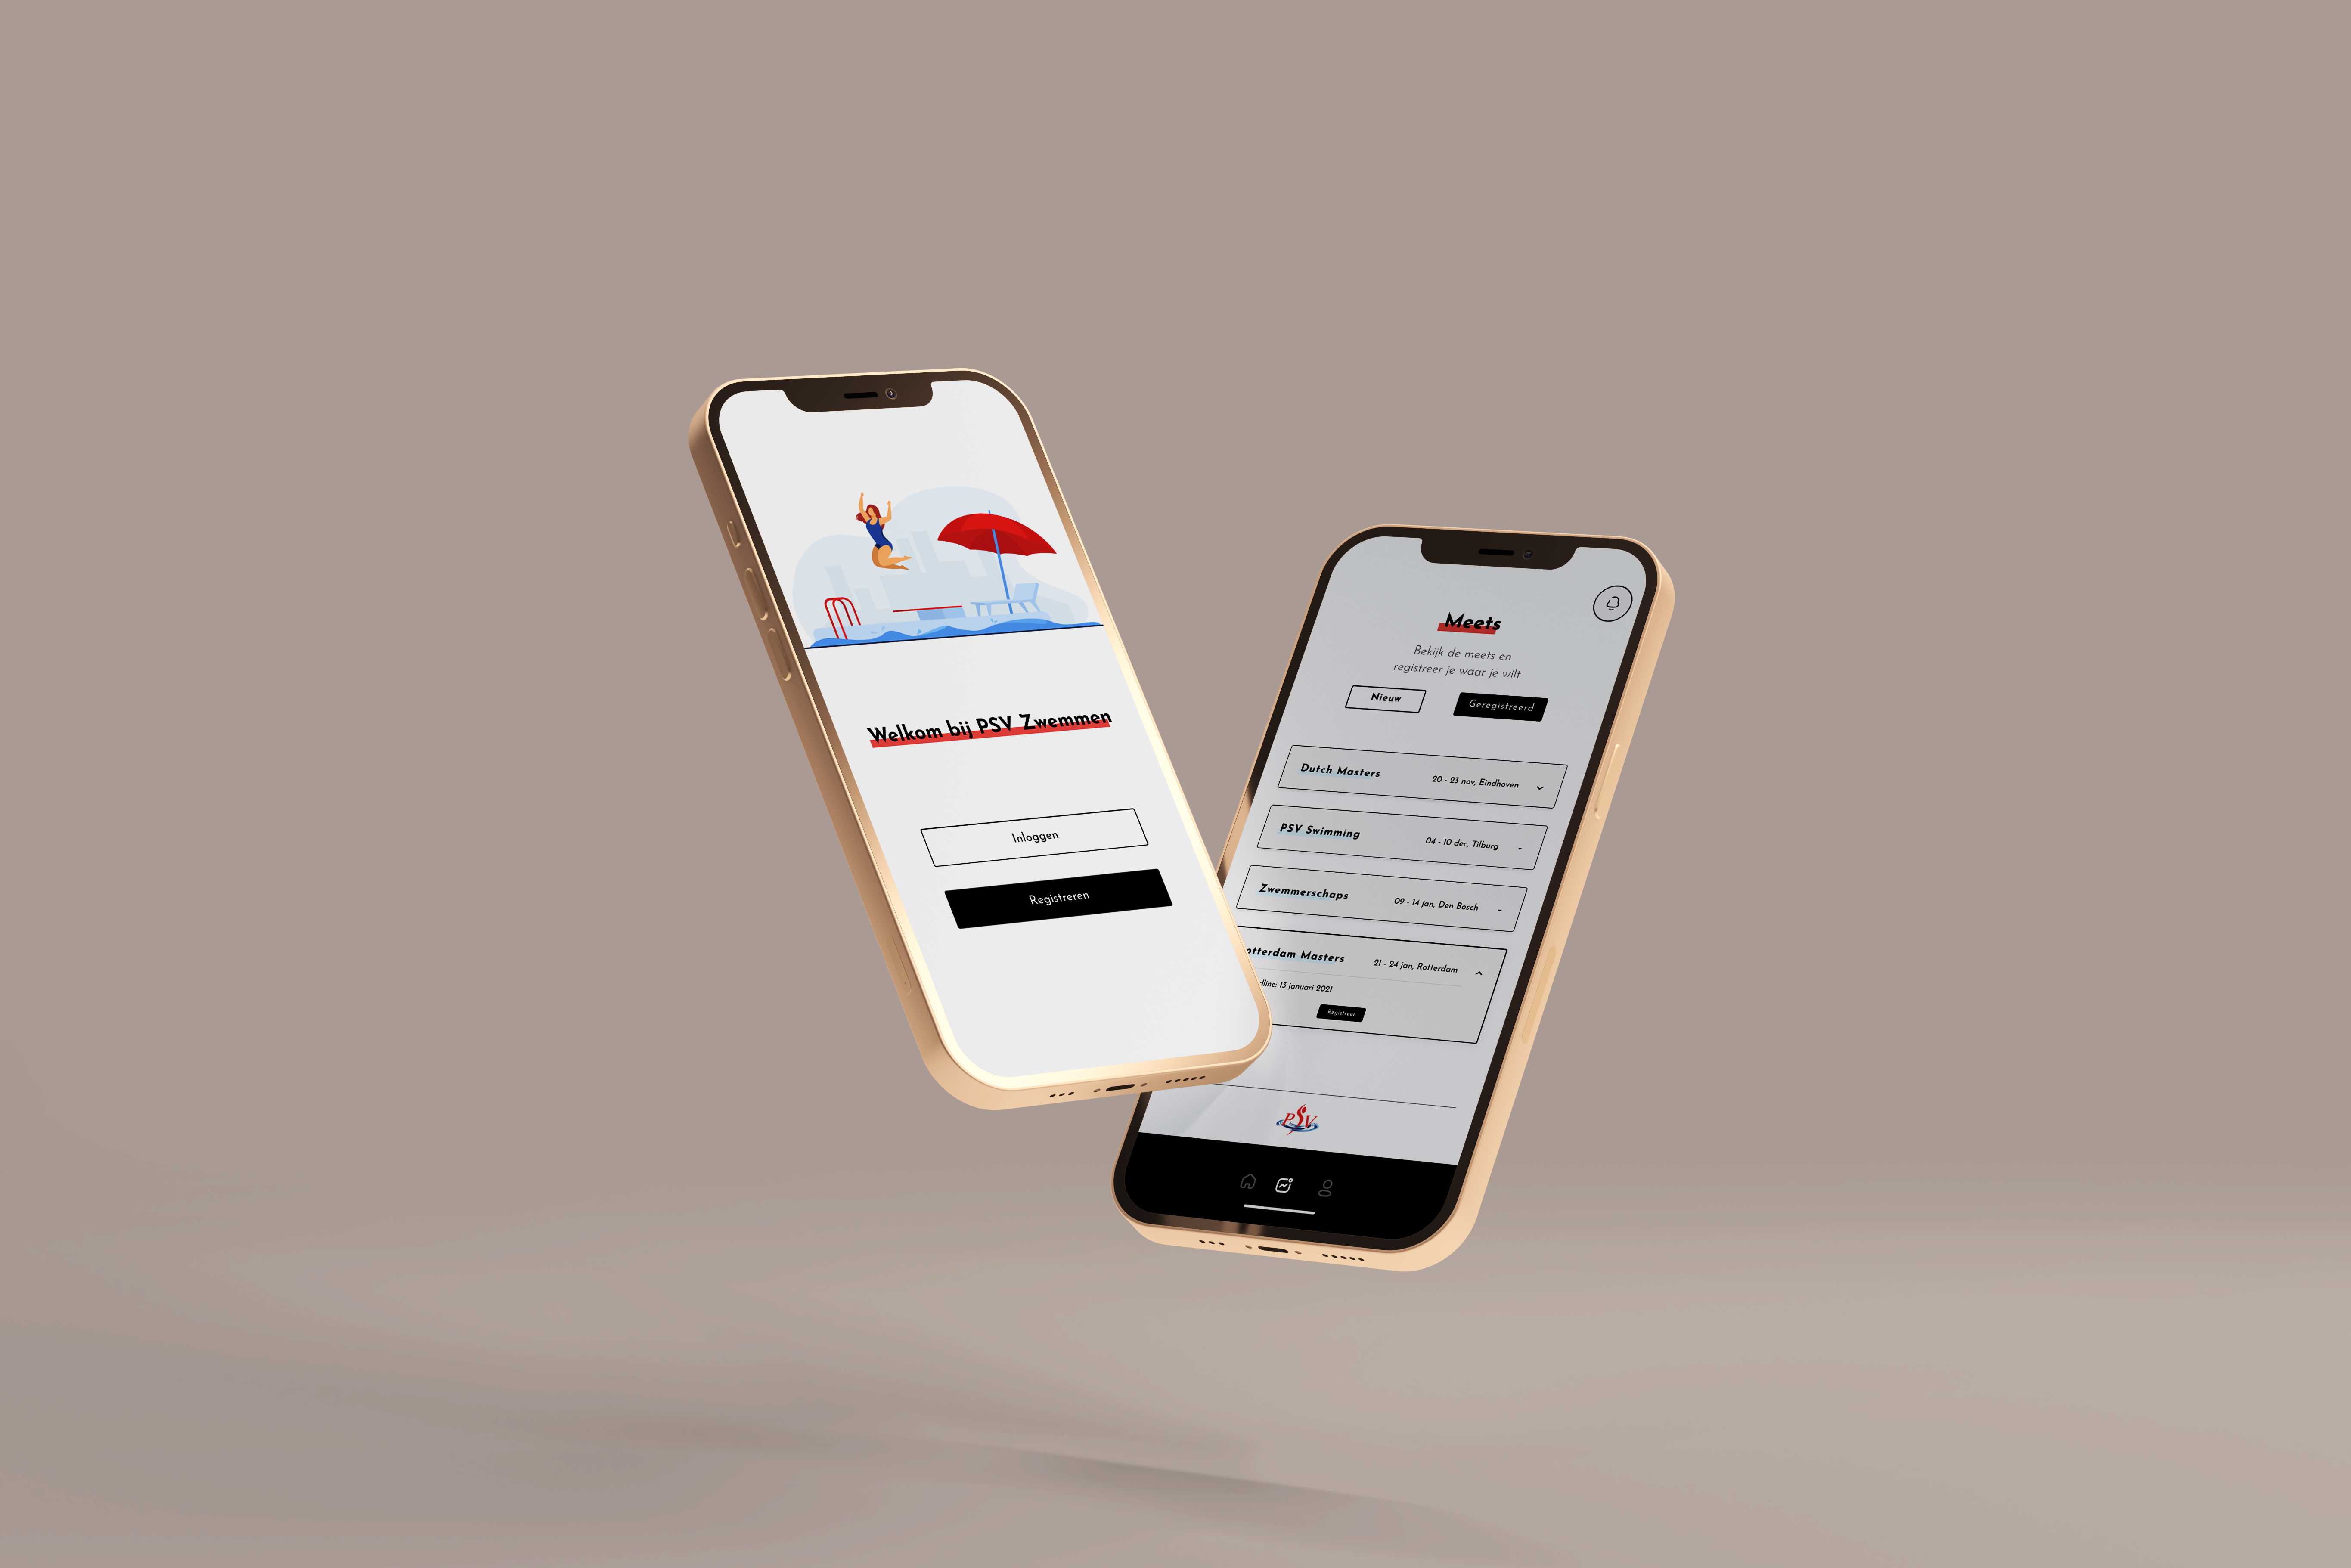 Welkom bij PSV Zwemmen
Inloggen
Registreren
Meets
Bekijk de meets en
registreer je waar je wilt
Nieuw
Geregistreerd
Dutch Masters
20 - 23 nov, Eindhoven
PSV Swimming
04 - 10 dec, Tilburg
Zwemmerschaps
09 - 14 jan, Den Bosch
otterdam Masters
21 - 24 jan, Rotterdam
dline: 13 januari 2021
Registreer
PSV